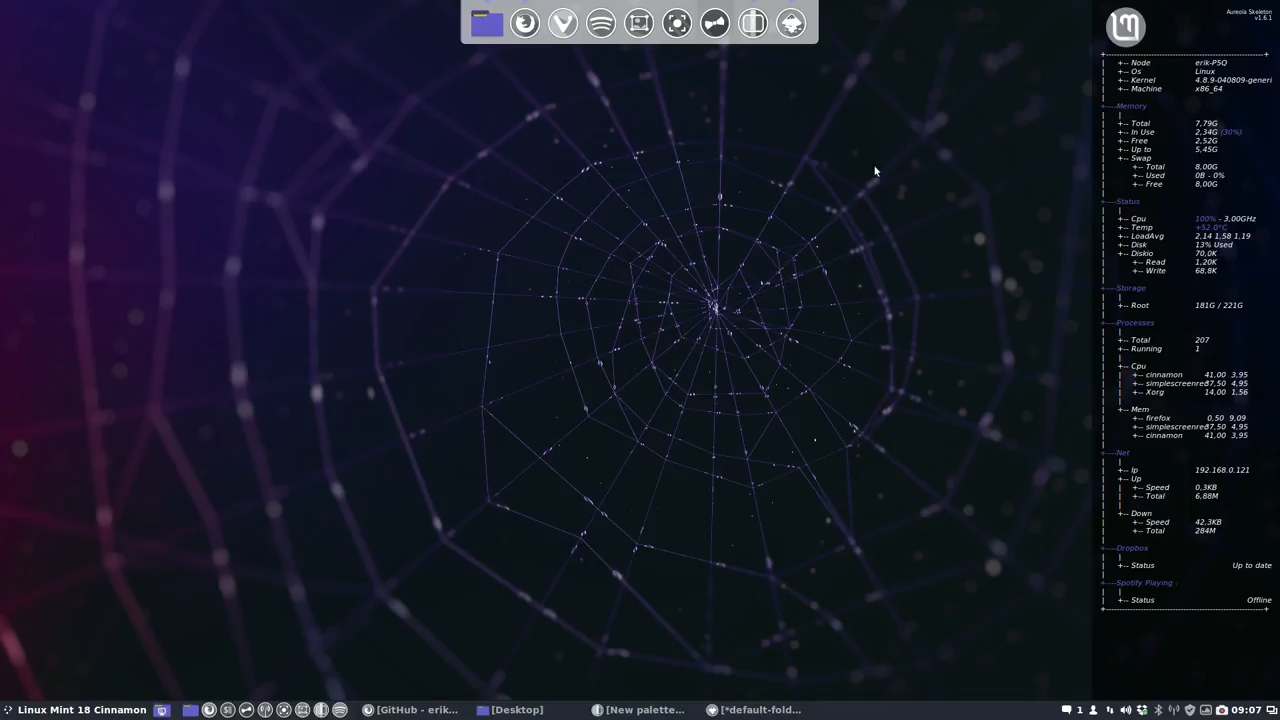 Aureola Skeleton
v1.6.1
Node erik-P5Q
Os Linux
Kernel 4.8.9-040809-generi
Machine x86_64
Memory
Total 7,79G
In Use 2,34G (30%)
Free 2,52G
Up to 5,45G
Swap
Total 8,00G
Used 0B - 0%
Free 8,00G
Status
Cpu 100% - 3,00GHz
Temp +52.0°C
LoadAvg 2,14 1,58 1,19
Disk 13% Used
Diskio 70,0K
Read 1,20K
Write 68,8K
Storage
Root 181G / 221G
Processes
Total 207
Running 1
Cpu
cinnamon 41,00 3,95
simplescreenrec 37,50 4,95
Xorg 14,00 1,56
Mem
firefox 0,50 9,09
simplescreenrec 37,50 4,95
cinnamon 41,00 3,95
Net
Ip 192.168.0.121
Up
Speed 0,3KB
Total 6,88M
Down
Speed 42,3KB
Total 284M
Dropbox
Status Up to date
Spotify Playing :
Status Offline
Linux Mint 18 Cinnamon [GitHub - erik... [Desktop] [New palette... [*default-fold... 1 09:07